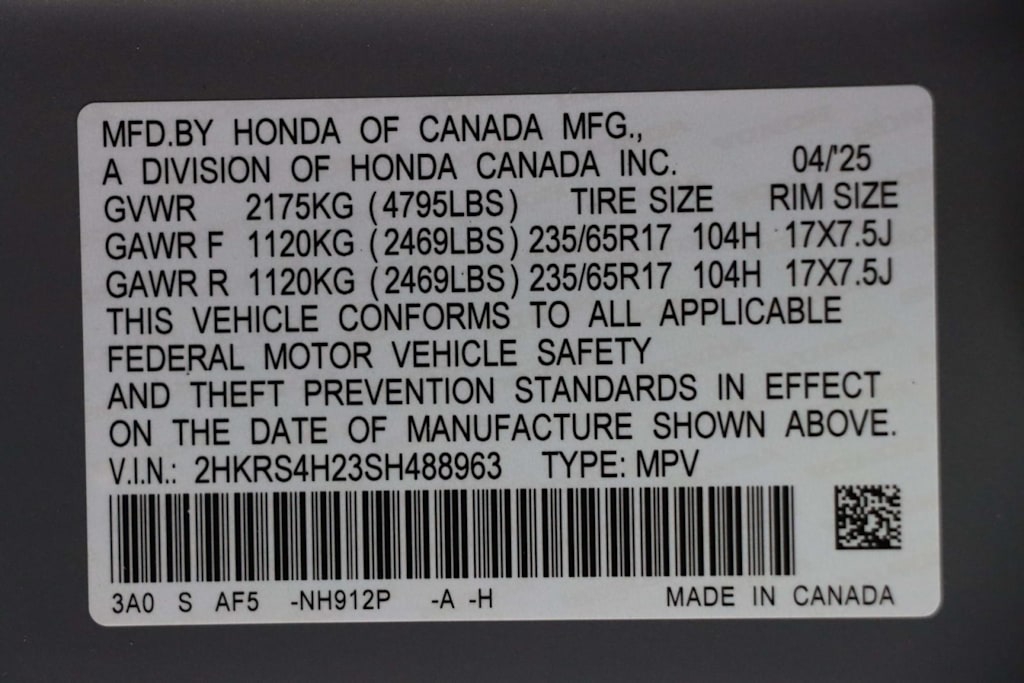 MFD.BY HONDA OF CANADA MFG.,
A DIVISION OF HONDA CANADA INC. 04/'25
GVWR 2175KG (4795LBS) TIRE SIZE RIM SIZE
GAWR F 1120KG (2469LBS) 235/65R17 104H 17X7.5J
GAWR R 1120KG (2469LBS) 235/65R17 104H 17X7.5J
THIS VEHICLE CONFORMS TO ALL APPLICABLE
FEDERAL MOTOR VEHICLE SAFETY
AND THEFT PREVENTION STANDARDS IN EFFECT
ON THE DATE OF MANUFACTURE SHOWN ABOVE.
V.I.N.: 2HKRS4H23SH488963 TYPE: MPV
3A0 S AF5 -NH912P -A -H MADE IN CANADA